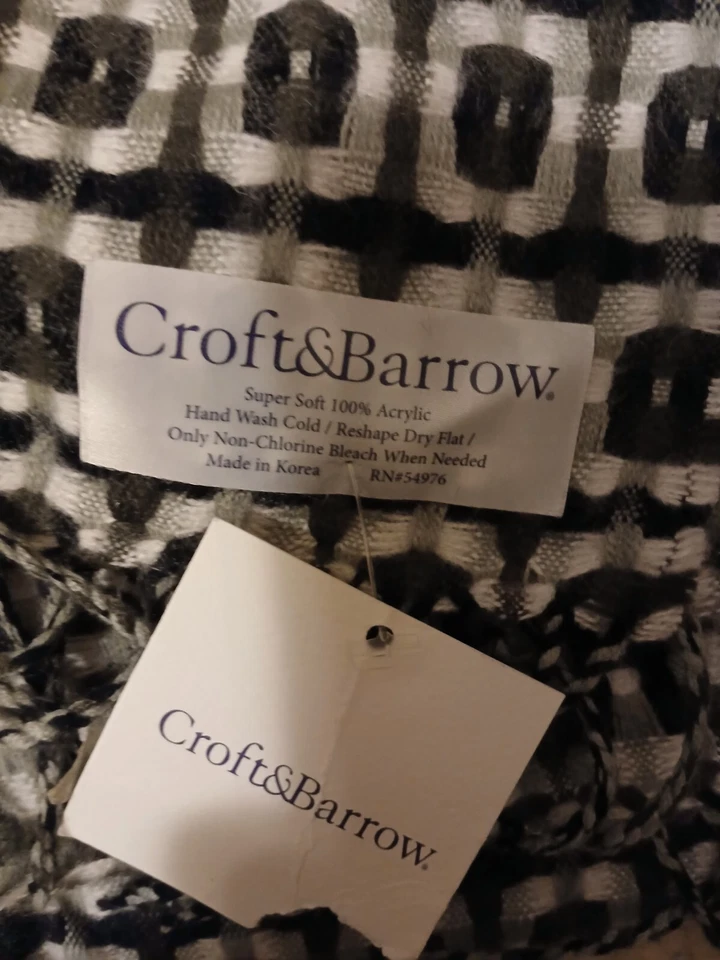 Croft&Barrow®
Super Soft 100% Acrylic
Hand Wash Cold / Reshape Dry Flat /
Only Non-Chlorine Bleach When Needed
Made in Korea RN#54976
Croft&Barrow®